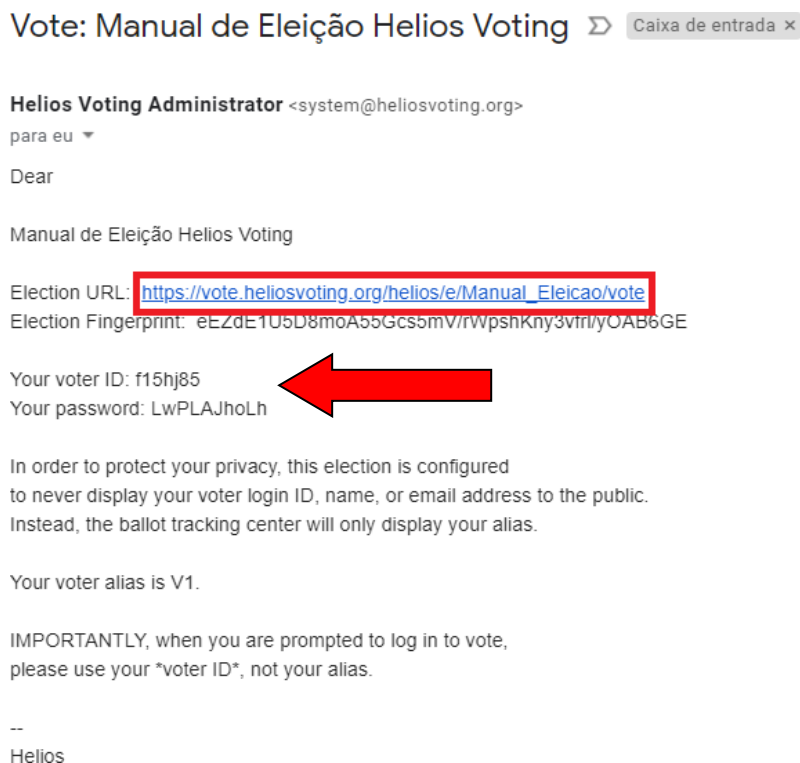 Vote: Manual de Eleição Helios Voting Caixa de entrada ×
Helios Voting Administrator <system@heliosvoting.org>
para eu
Dear
Manual de Eleição Helios Voting
Election URL: https://vote.heliosvoting.org/helios/e/Manual_Eleicao/vote
Election Fingerprint: eEZdE1U5D8moA55Gcs5mV/rWpshKny3vfrl/yOAB6GE
Your voter ID: f15hj85
Your password: LwPLAJhoLh
In order to protect your privacy, this election is configured
to never display your voter login ID, name, or email address to the public.
Instead, the ballot tracking center will only display your alias.
Your voter alias is V1.
IMPORTANTLY, when you are prompted to log in to vote,
please use your *voter ID*, not your alias.
--
Helios